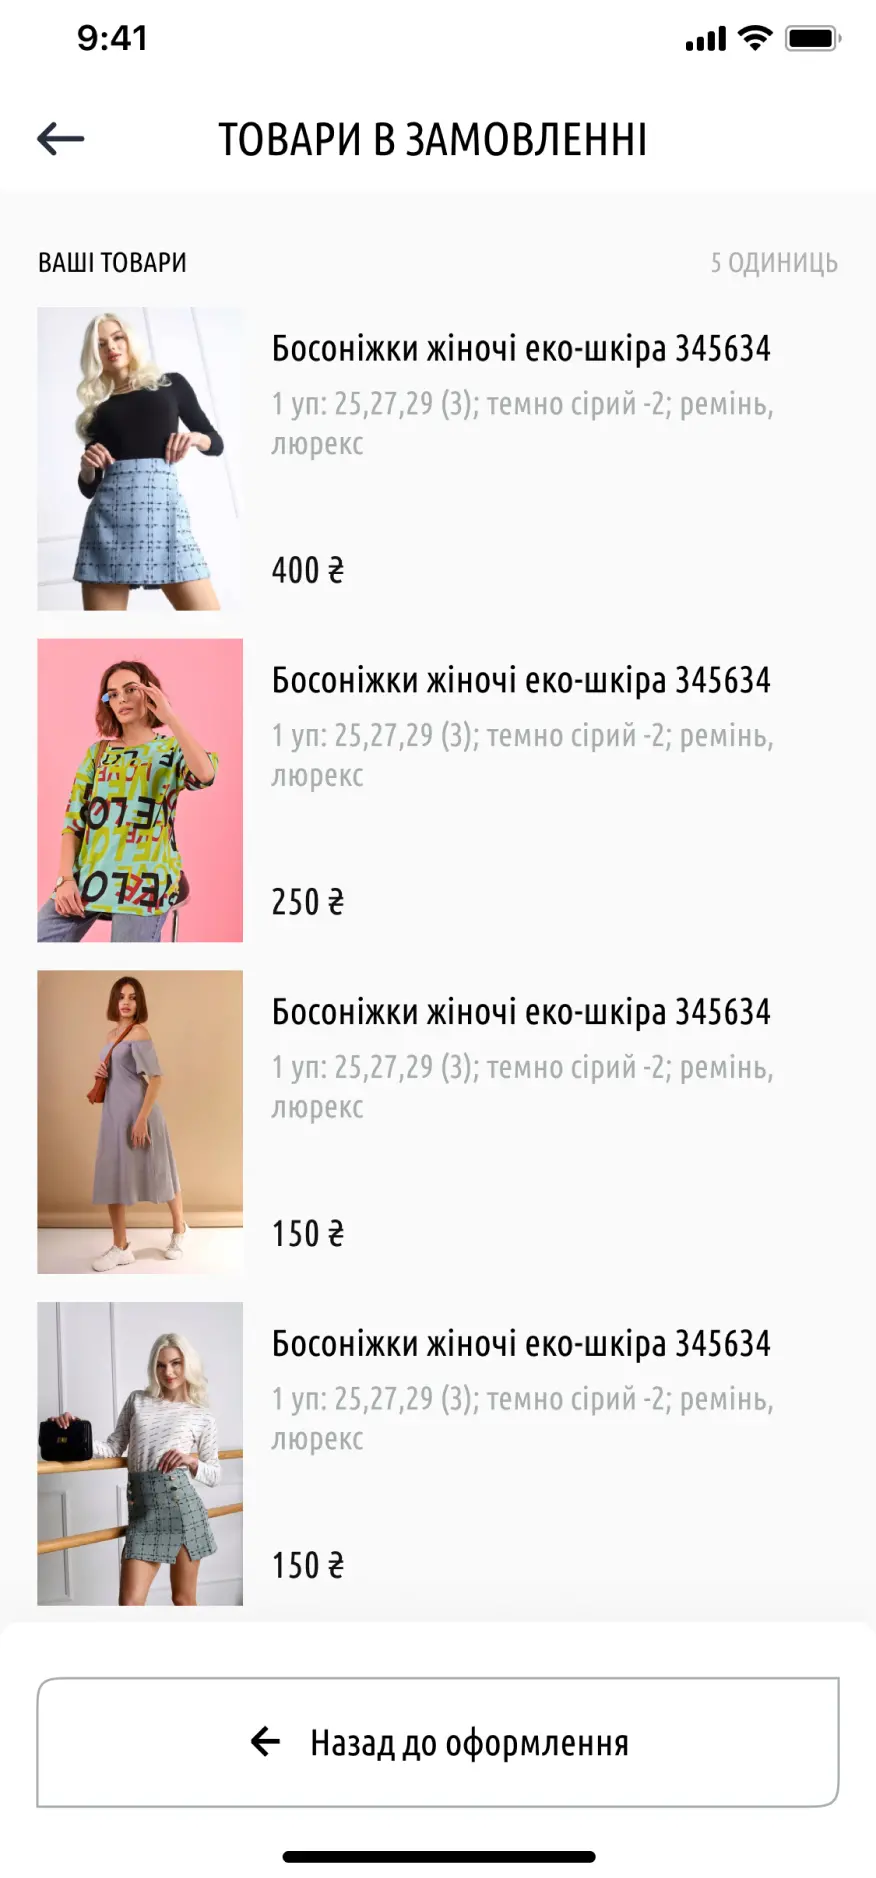 9:41
ТОВАРИ В ЗАМОВЛЕННІ
ВАШІ ТОВАРИ
5 ОДИНИЦЬ
Босоніжки жіночі еко-шкіра 345634
1 уп: 25,27,29 (3); темно сірий -2; ремінь,
люрекс
400 ₴
Босоніжки жіночі еко-шкіра 345634
1 уп: 25,27,29 (3); темно сірий -2; ремінь,
люрекс
250 ₴
Босоніжки жіночі еко-шкіра 345634
1 уп: 25,27,29 (3); темно сірий -2; ремінь,
люрекс
150 ₴
Босоніжки жіночі еко-шкіра 345634
1 уп: 25,27,29 (3); темно сірий -2; ремінь,
люрекс
150 ₴
Назад до оформлення